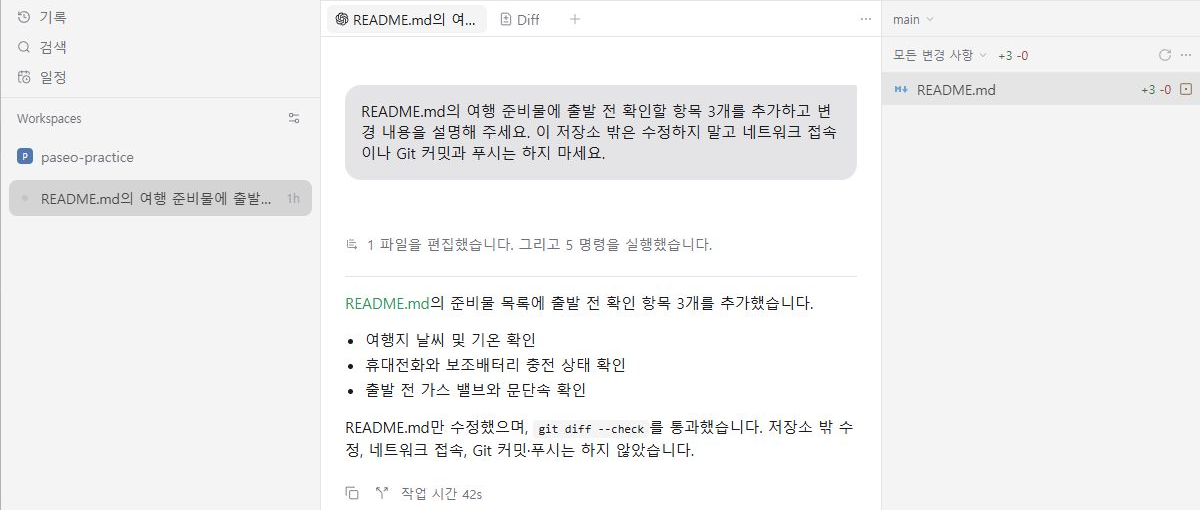 기록
검색
일정
Workspaces
P paseo-practice
README.md의 여행 준비물에 출발... 1h
README.md의 여... Diff
README.md의 여행 준비물에 출발 전 확인할 항목 3개를 추가하고 변
경 내용을 설명해 주세요. 이 저장소 밖은 수정하지 말고 네트워크 접속
이나 Git 커밋과 푸시는 하지 마세요.
1 파일을 편집했습니다. 그리고 5 명령을 실행했습니다.
README.md의 준비물 목록에 출발 전 확인 항목 3개를 추가했습니다.
• 여행지 날씨 및 기온 확인
• 휴대전화와 보조배터리 충전 상태 확인
• 출발 전 가스 밸브와 문단속 확인
README.md만 수정했으며, git diff --check 를 통과했습니다. 저장소 밖 수
정, 네트워크 접속, Git 커밋·푸시는 하지 않았습니다.
작업 시간 42s
main
모든 변경 사항 +3 -0
README.md +3 -0